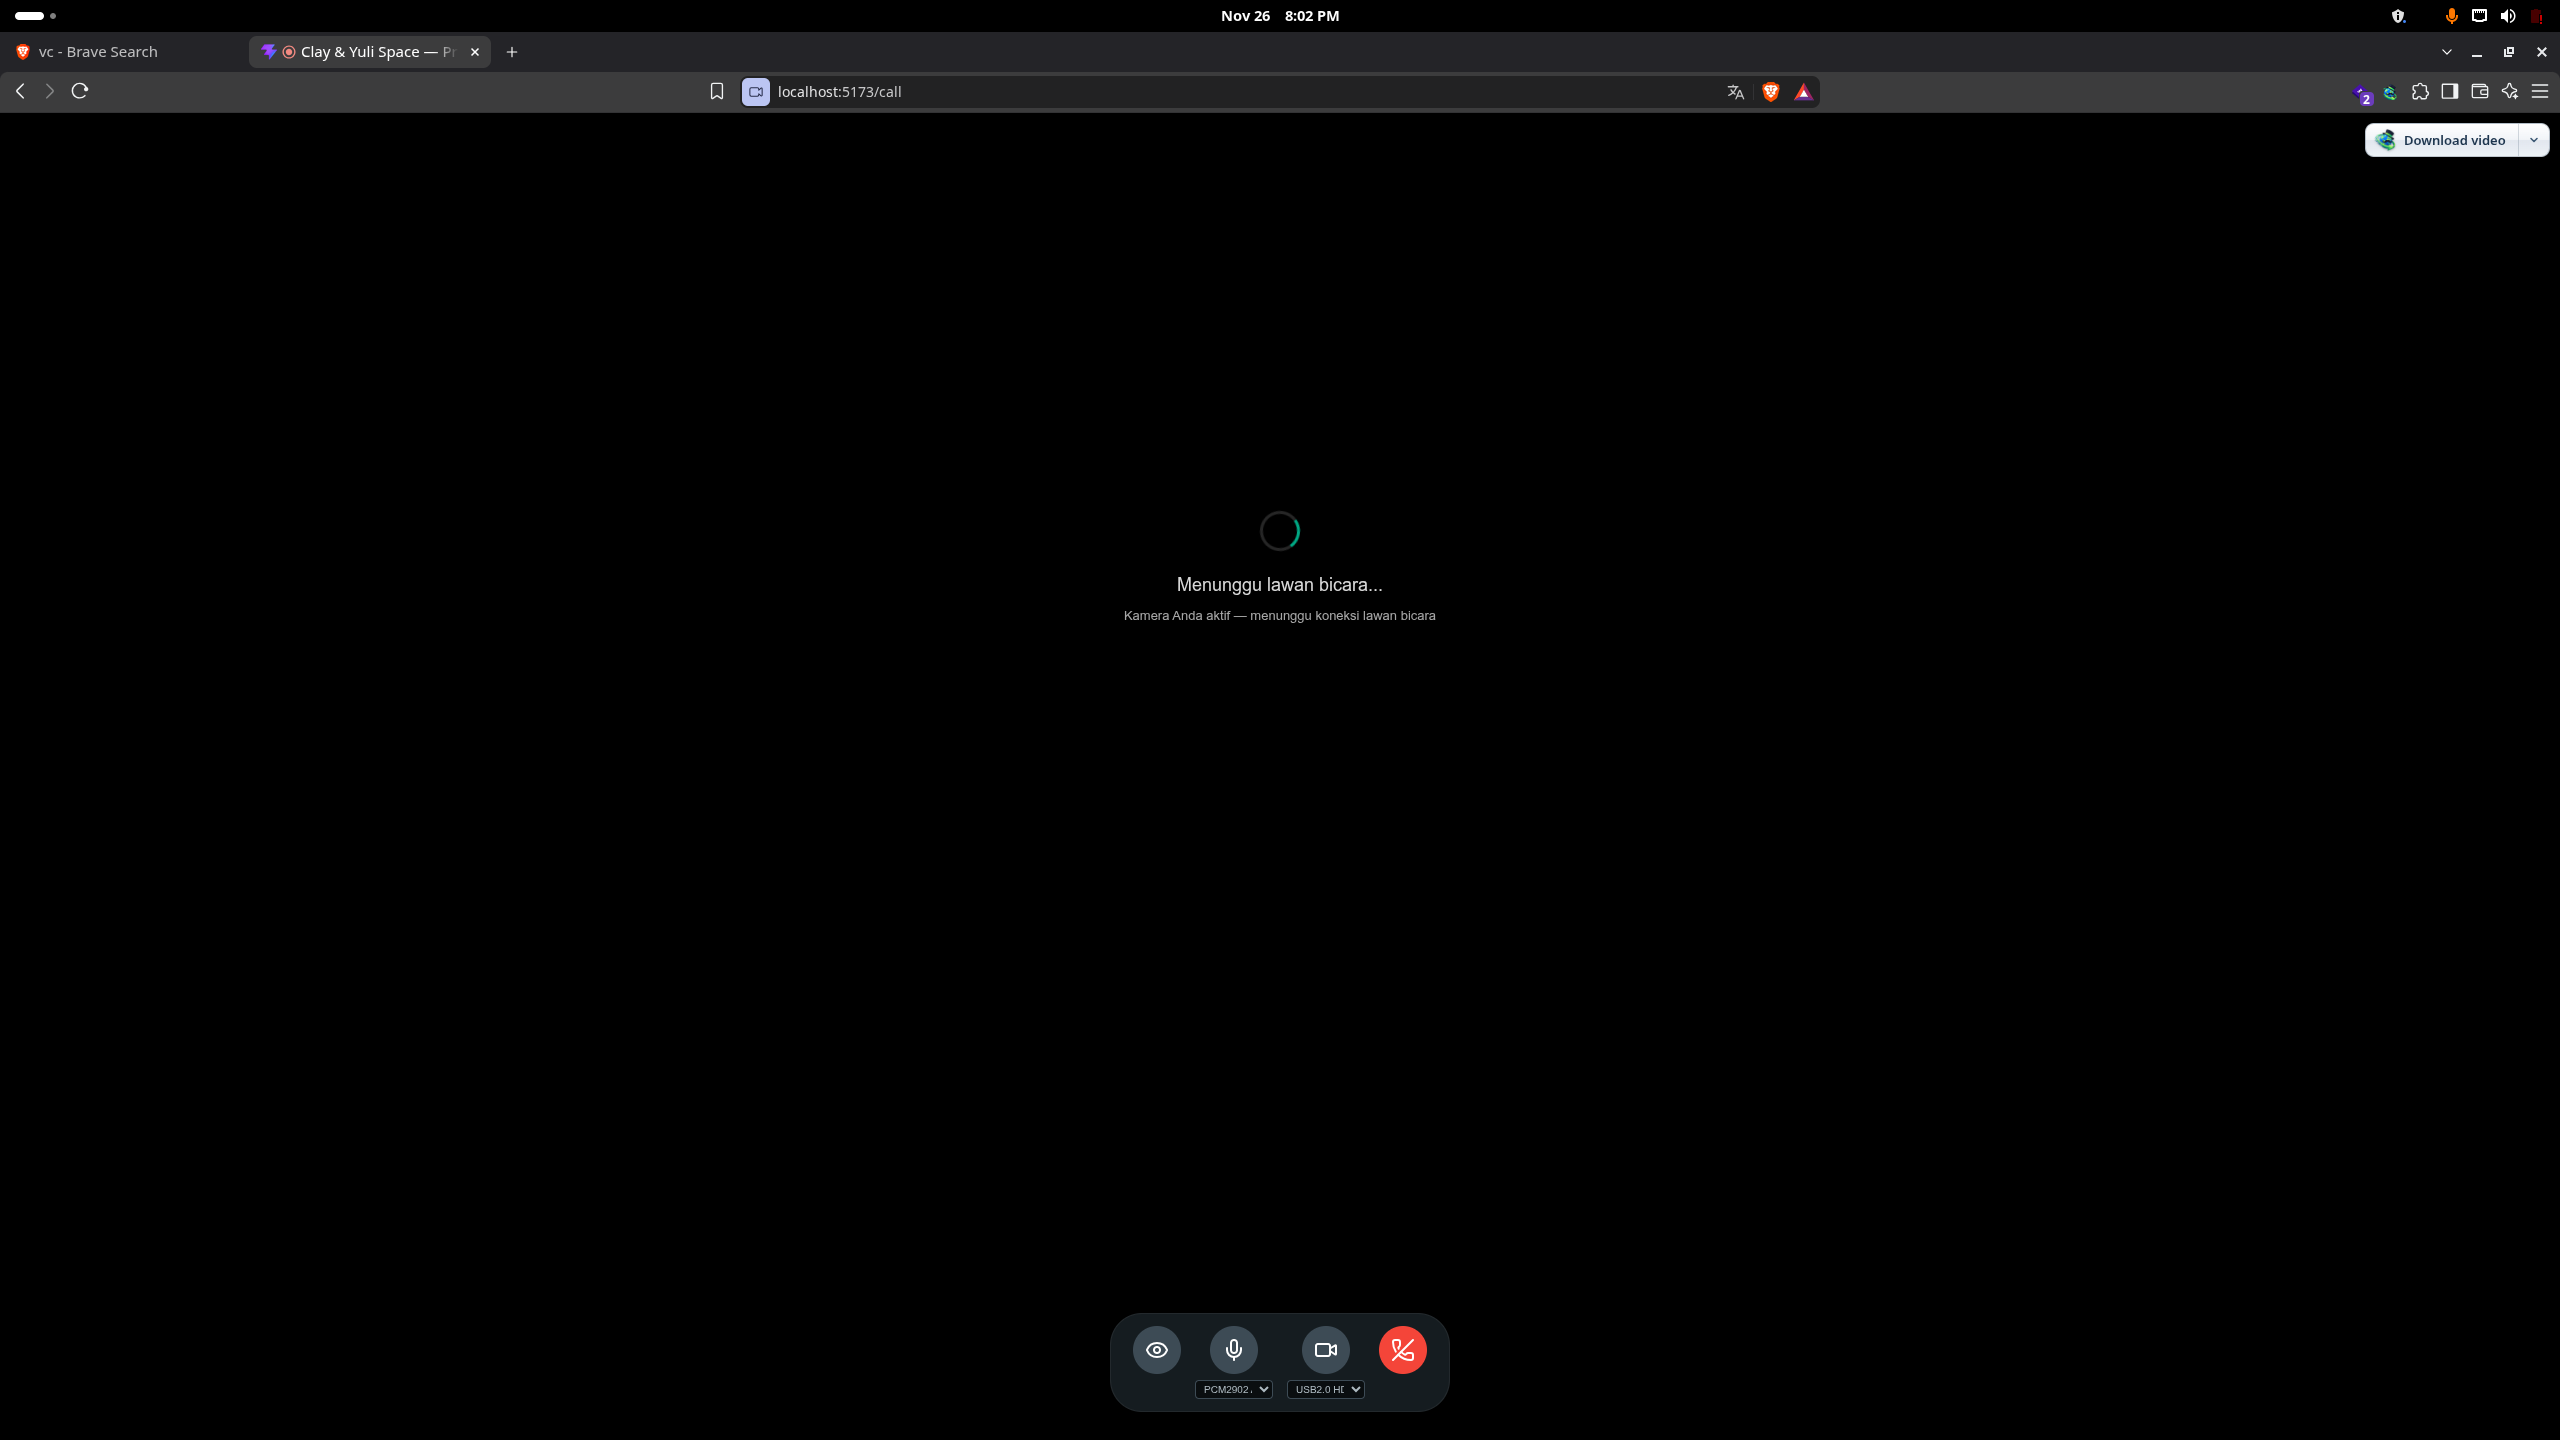 Nov 26 8:02 PM
vc - Brave Search
Clay & Yuli Space — Pr
localhost:5173/call
2
Download video
Menunggu lawan bicara...
Kamera Anda aktif — menunggu koneksi lawan bicara
PCM2902
USB2.0 HD